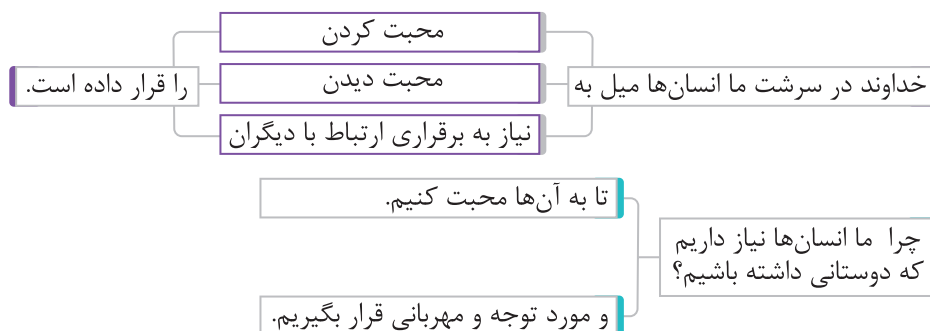 خداوند در سرشت ما انسان‌ها میل به
محبت کردن
محبت دیدن
نیاز به برقراری ارتباط با دیگران
را قرار داده است.
چرا ما انسان‌ها نیاز داریم
که دوستانی داشته باشیم؟
تا به آن‌ها محبت کنیم.
و مورد توجه و مهربانی قرار بگیریم.